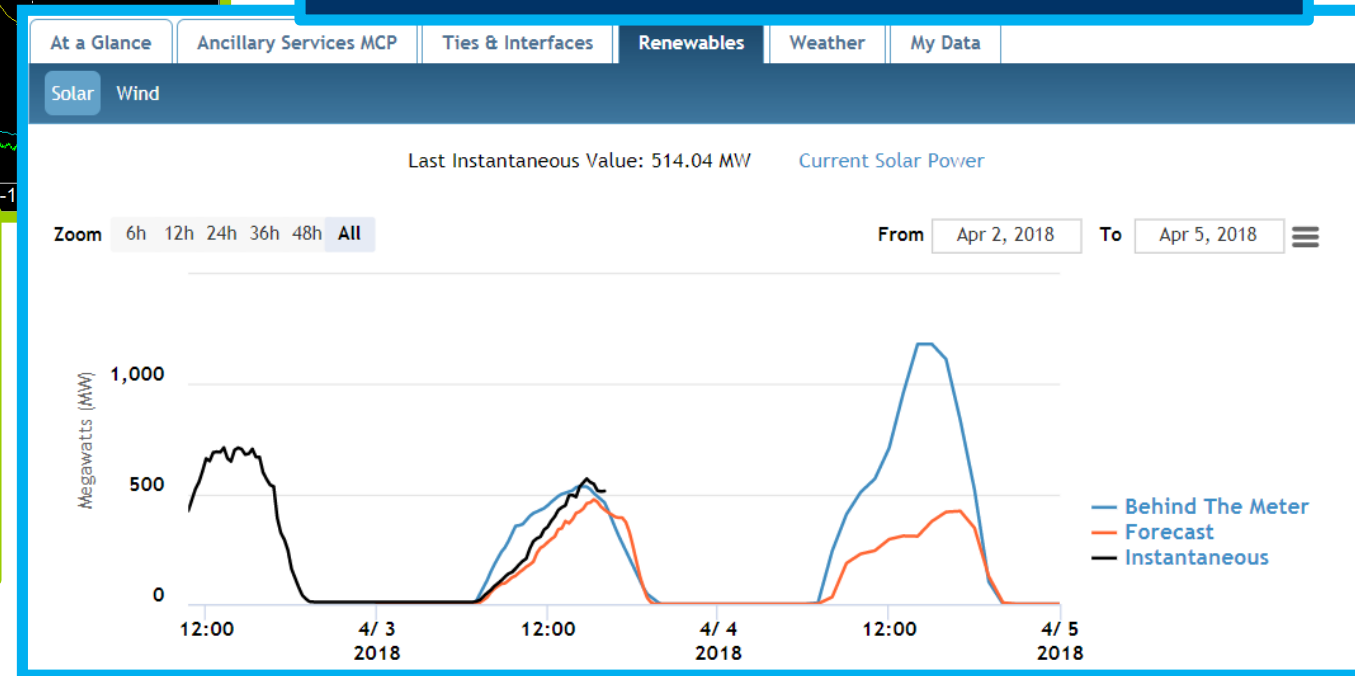 At a Glance Ancillary Services MCP Ties & Interfaces Renewables Weather My Data
Solar Wind
-1
Last Instantaneous Value: 514.04 MW Current Solar Power
Zoom 6h 12h 24h 36h 48h All From Apr 2, 2018 To Apr 5, 2018
Megawatts (MW)
1,000
500
0
Behind The Meter
Forecast
Instantaneous
12:00 4/ 3 12:00 4/ 4 12:00 4/ 5
2018 2018 2018